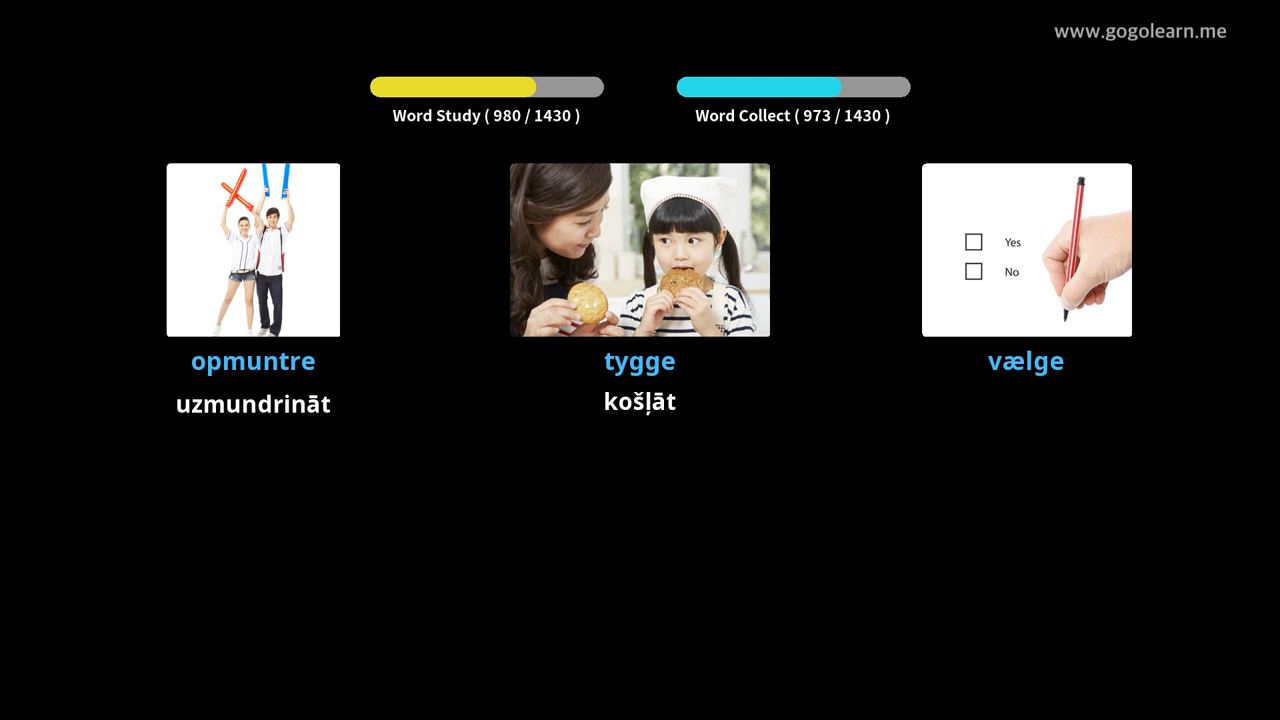 www.gogolearn.me
Word Study ( 980 / 1430 )
Word Collect ( 973 / 1430 )
Yes
No
opmuntre
tygge
vælge
uzmundrināt
košļāt